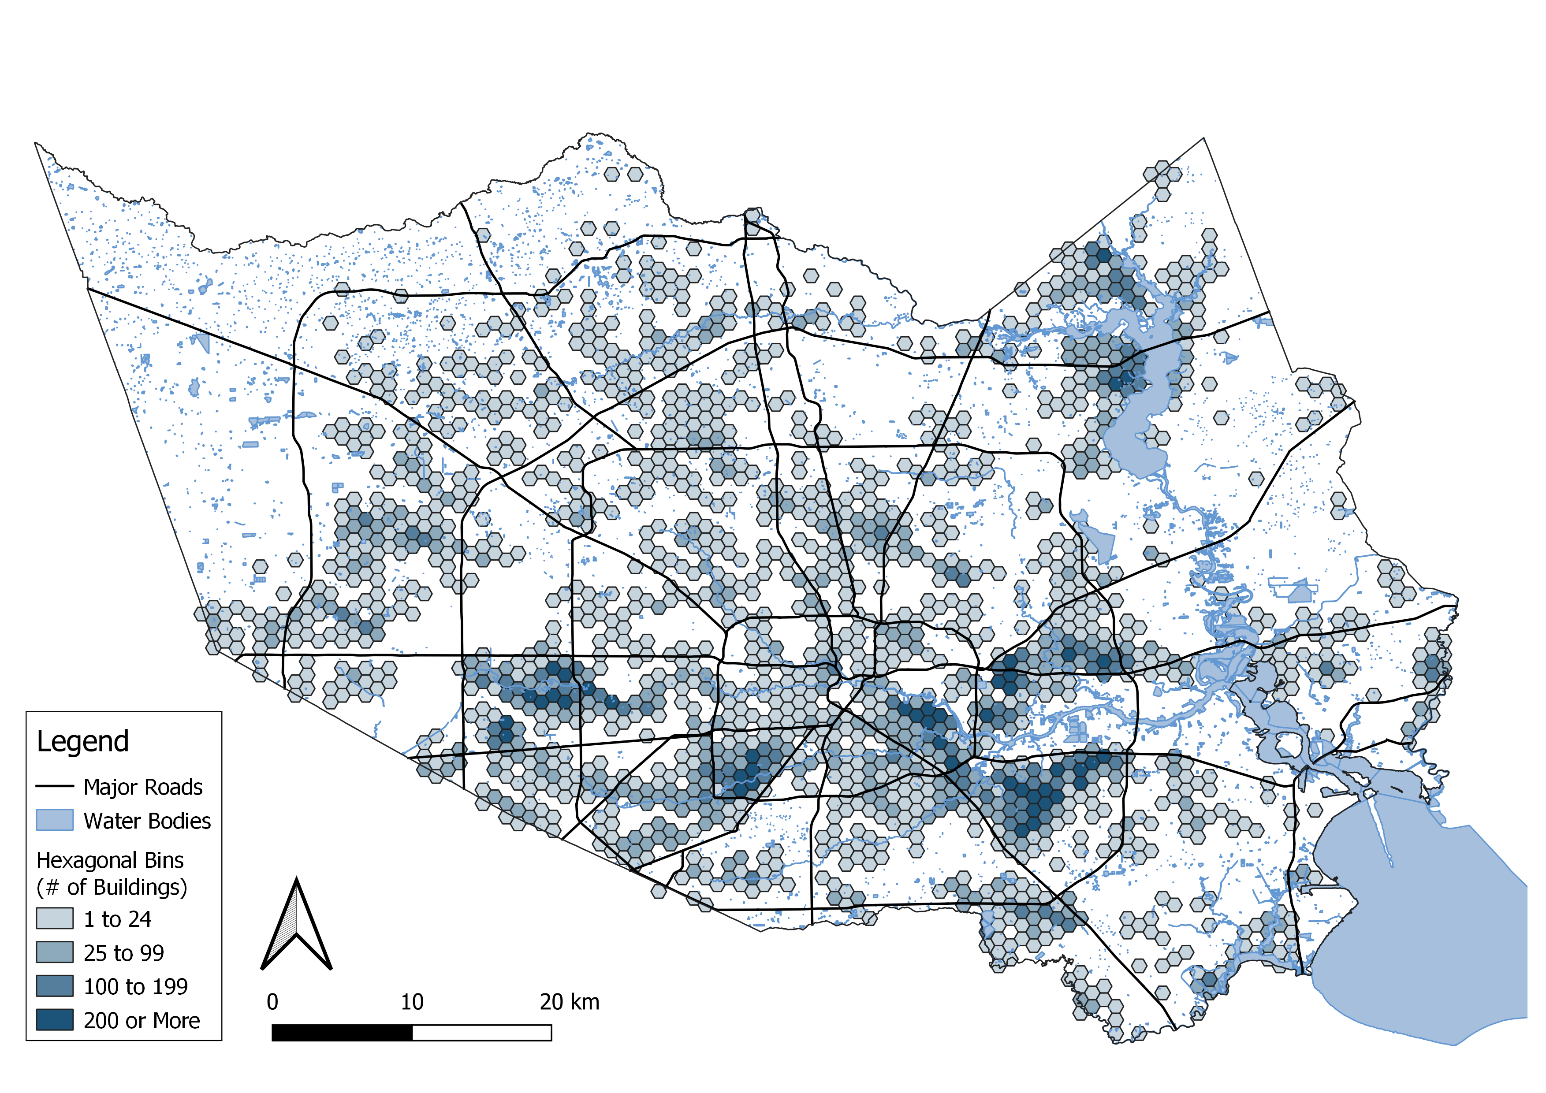 Legend
Major Roads
Water Bodies
Hexagonal Bins
(# of Buildings)
1 to 24
25 to 99
100 to 199
200 or More
0 10 20 km